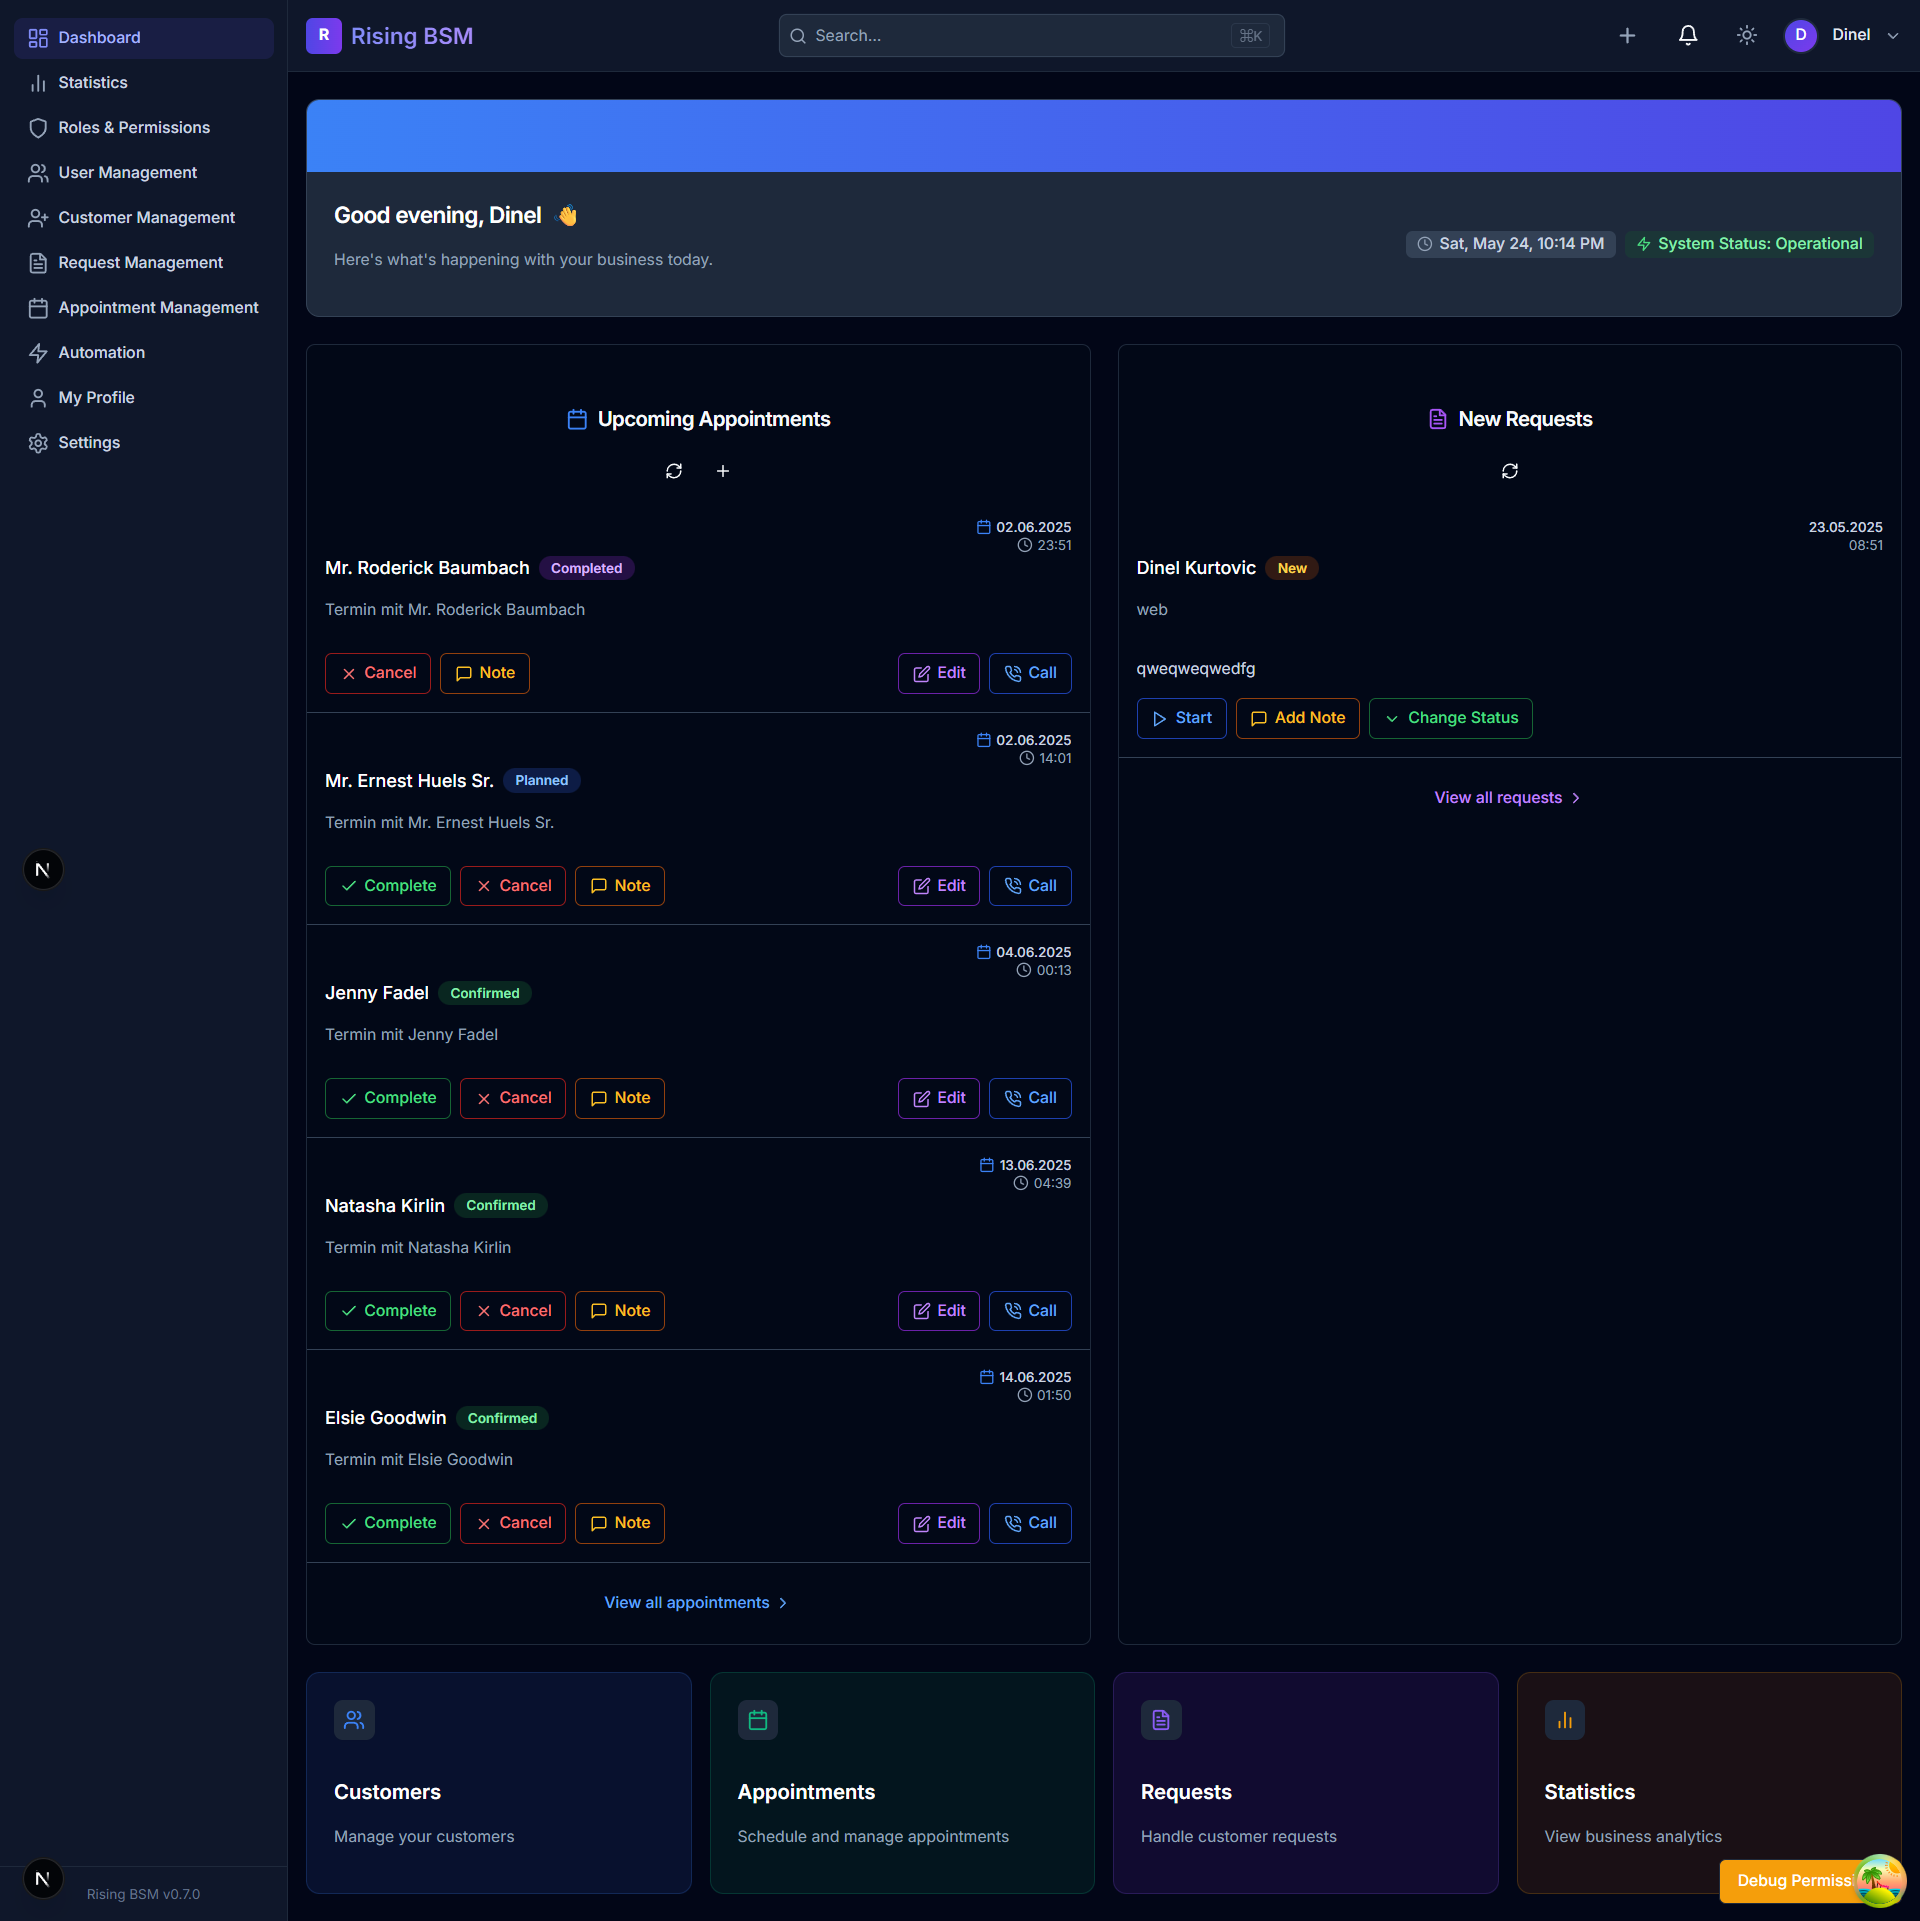 Dashboard
Statistics
Roles & Permissions
User Management
Customer Management
Request Management
Appointment Management
Automation
My Profile
Settings
N
N
Rising BSM v0.7.0
R Rising BSM
Search... ⌘K
D Dinel
Good evening, Dinel 👋
Here's what's happening with your business today.
Sat, May 24, 10:14 PM
System Status: Operational
Upcoming Appointments
02.06.2025
23:51
Mr. Roderick Baumbach Completed
Termin mit Mr. Roderick Baumbach
Cancel Note Edit Call
02.06.2025
14:01
Mr. Ernest Huels Sr. Planned
Termin mit Mr. Ernest Huels Sr.
Complete Cancel Note Edit Call
04.06.2025
00:13
Jenny Fadel Confirmed
Termin mit Jenny Fadel
Complete Cancel Note Edit Call
13.06.2025
04:39
Natasha Kirlin Confirmed
Termin mit Natasha Kirlin
Complete Cancel Note Edit Call
14.06.2025
01:50
Elsie Goodwin Confirmed
Termin mit Elsie Goodwin
Complete Cancel Note Edit Call
View all appointments
New Requests
23.05.2025
08:51
Dinel Kurtovic New
web
qweqweqwedfg
Start Add Note Change Status
View all requests
Customers
Manage your customers
Appointments
Schedule and manage appointments
Requests
Handle customer requests
Statistics
View business analytics
Debug